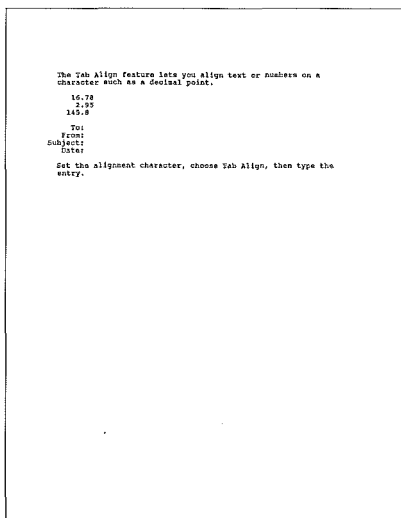 The Tab Align feature lets you align text or numbers on a
character such as a decimal point.
16.70
2.95
145.8
To:
From:
Subject:
Date:
Set the alignment character, choose Tab Align, then type the
entry.